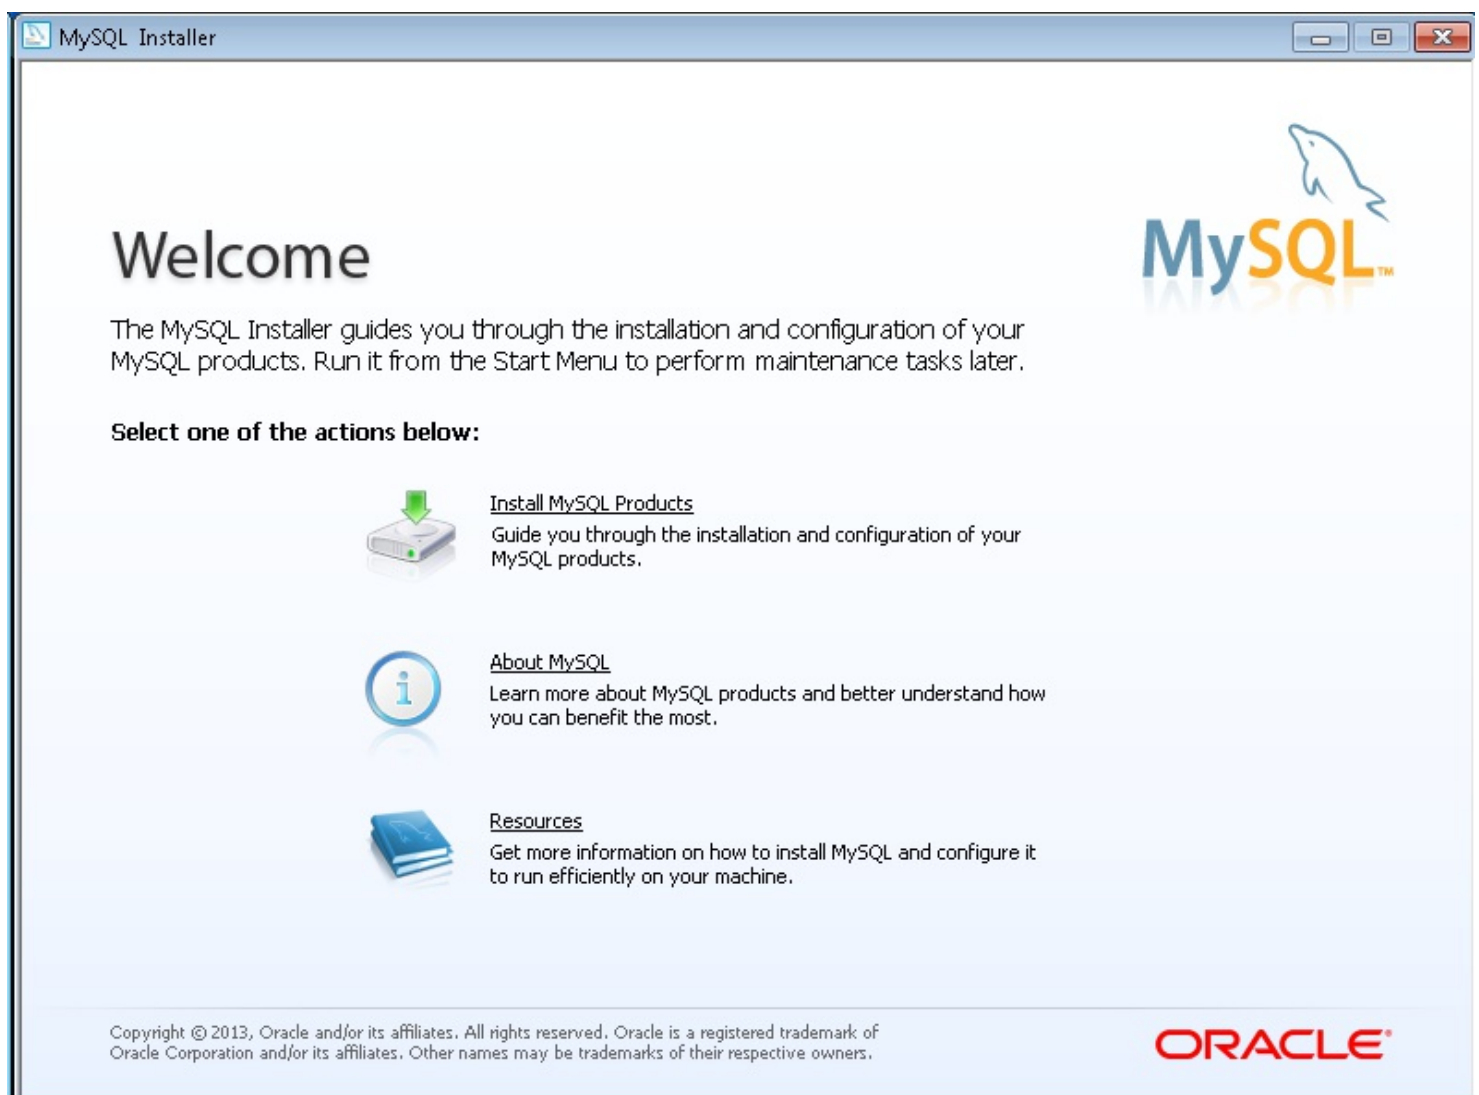 MySQL Installer
MySQL™
Welcome
The MySQL Installer guides you through the installation and configuration of your
MySQL products. Run it from the Start Menu to perform maintenance tasks later.
Select one of the actions below:
Install MySQL Products
Guide you through the installation and configuration of your
MySQL products.
About MySQL
Learn more about MySQL products and better understand how
you can benefit the most.
Resources
Get more information on how to install MySQL and configure it
to run efficiently on your machine.
Copyright © 2013, Oracle and/or its affiliates. All rights reserved. Oracle is a registered trademark of
Oracle Corporation and/or its affiliates. Other names may be trademarks of their respective owners.
ORACLE®